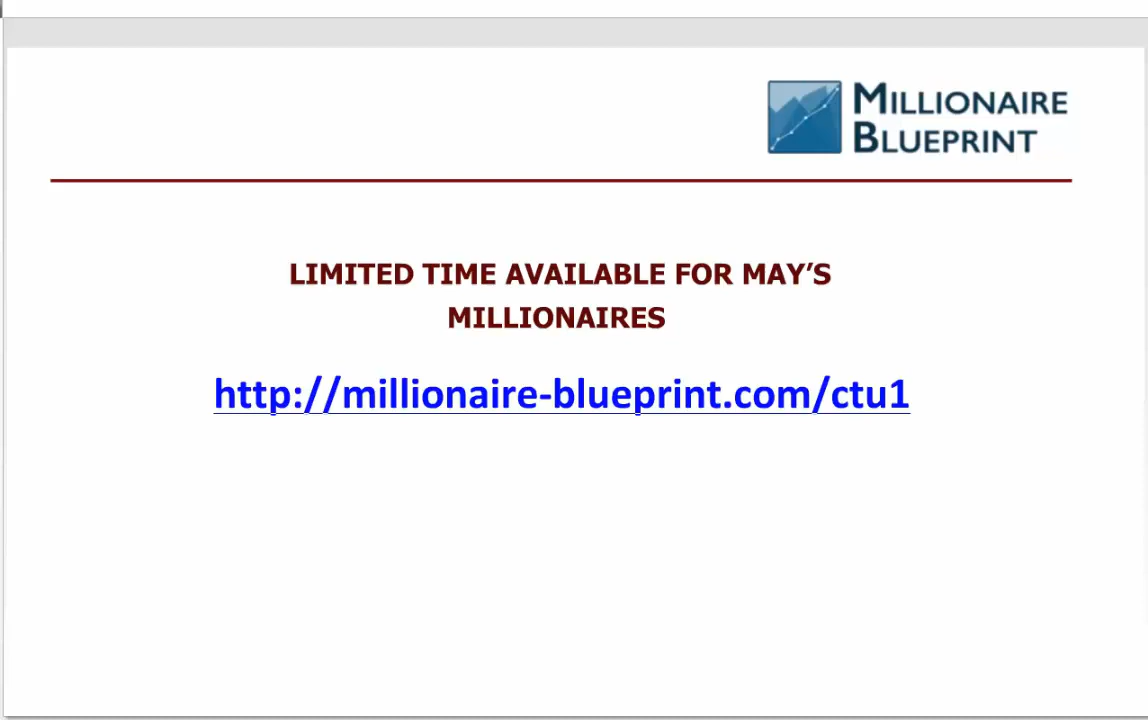 MILLIONAIRE
BLUEPRINT
LIMITED TIME AVAILABLE FOR MAY’S
MILLIONAIRES
http://millionaire-blueprint.com/ctu1